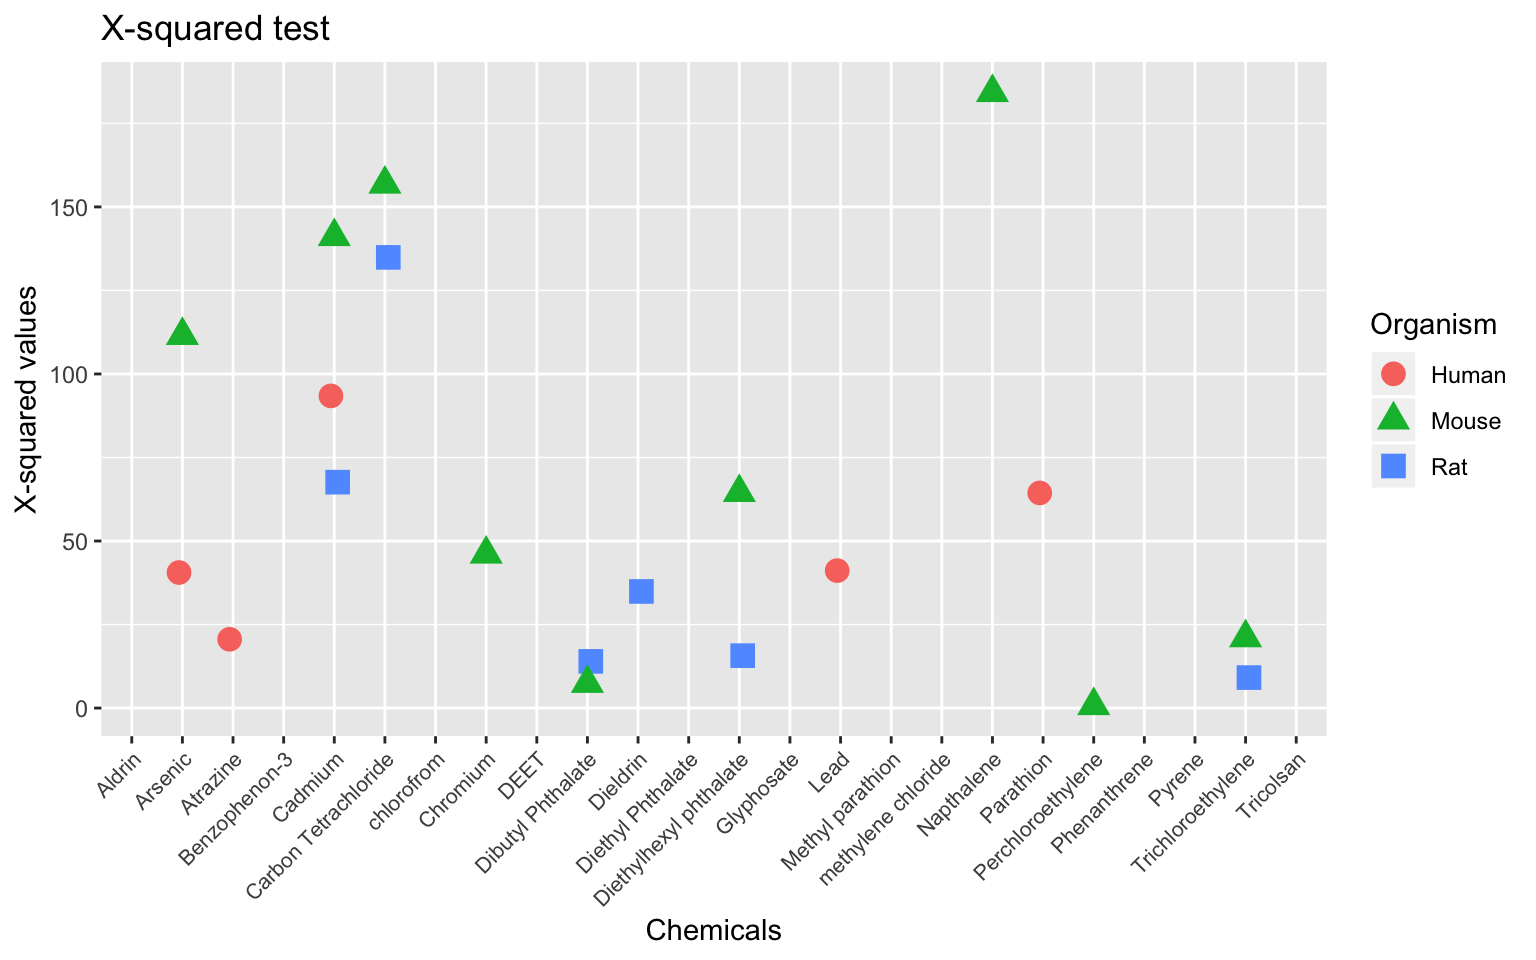 X-squared test
X-squared values
150
100
50
0
Aldrin
Arsenic
Atrazine
Benzophenon-3
Cadmium
Carbon Tetrachloride
chlorofrom
Chromium
DEET
Dibutyl Phthalate
Dieldrin
Diethyl Phthalate
Diethylhexyl phthalate
Glyphosate
Lead
Methyl parathion
methylene chloride
Napthalene
Parathion
Perchloroethylene
Phenanthrene
Pyrene
Trichloroethylene
Tricolsan
Chemicals
Organism
Human
Mouse
Rat